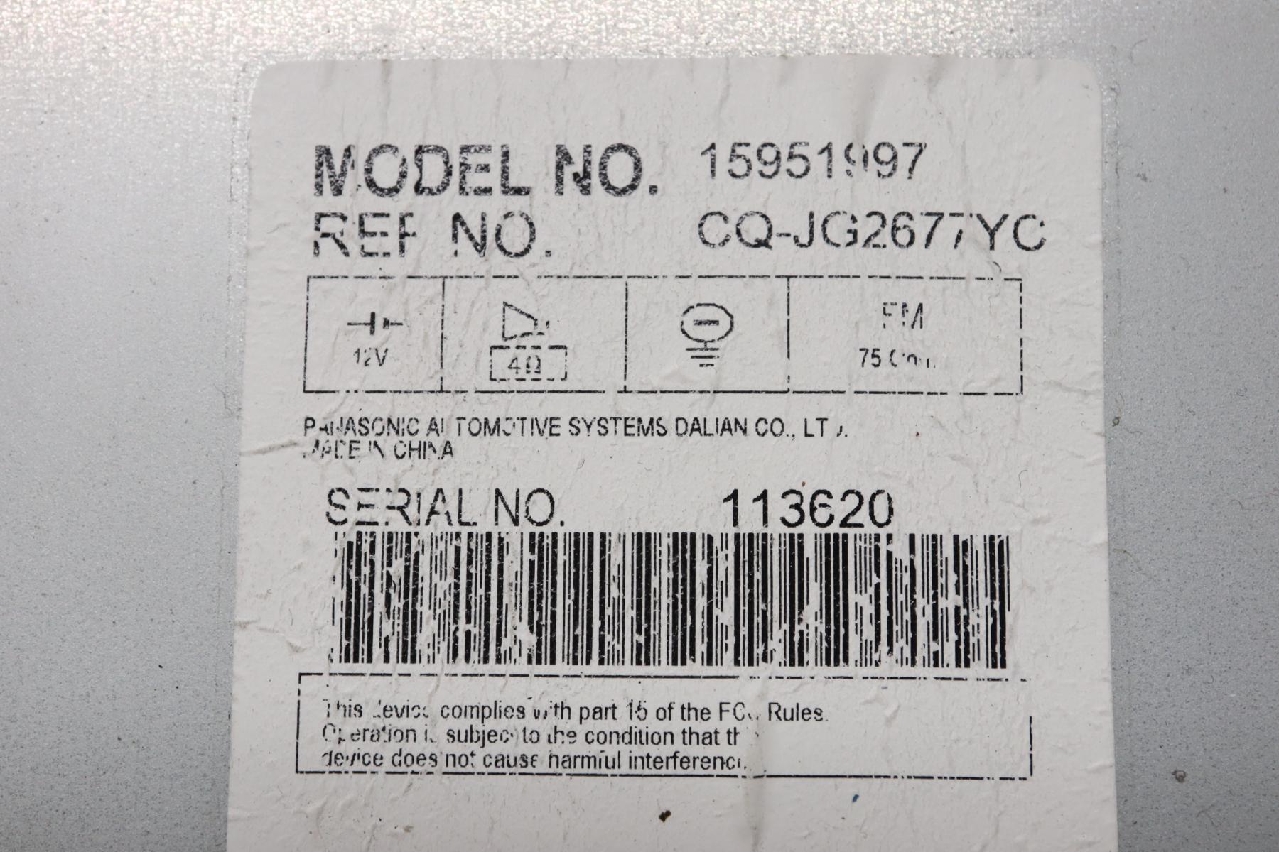 MODEL NO. 15951997
REF NO. CQ-JG2677YC
12V
4Ω
FM
75 Ohm
PANASONIC AUTOMOTIVE SYSTEMS DALIAN CO., LTD.
MADE IN CHINA
SERIAL NO. 113620
This device complies with part 15 of the FCC Rules.
Operation is subject to the condition that this
device does not cause harmful interference.